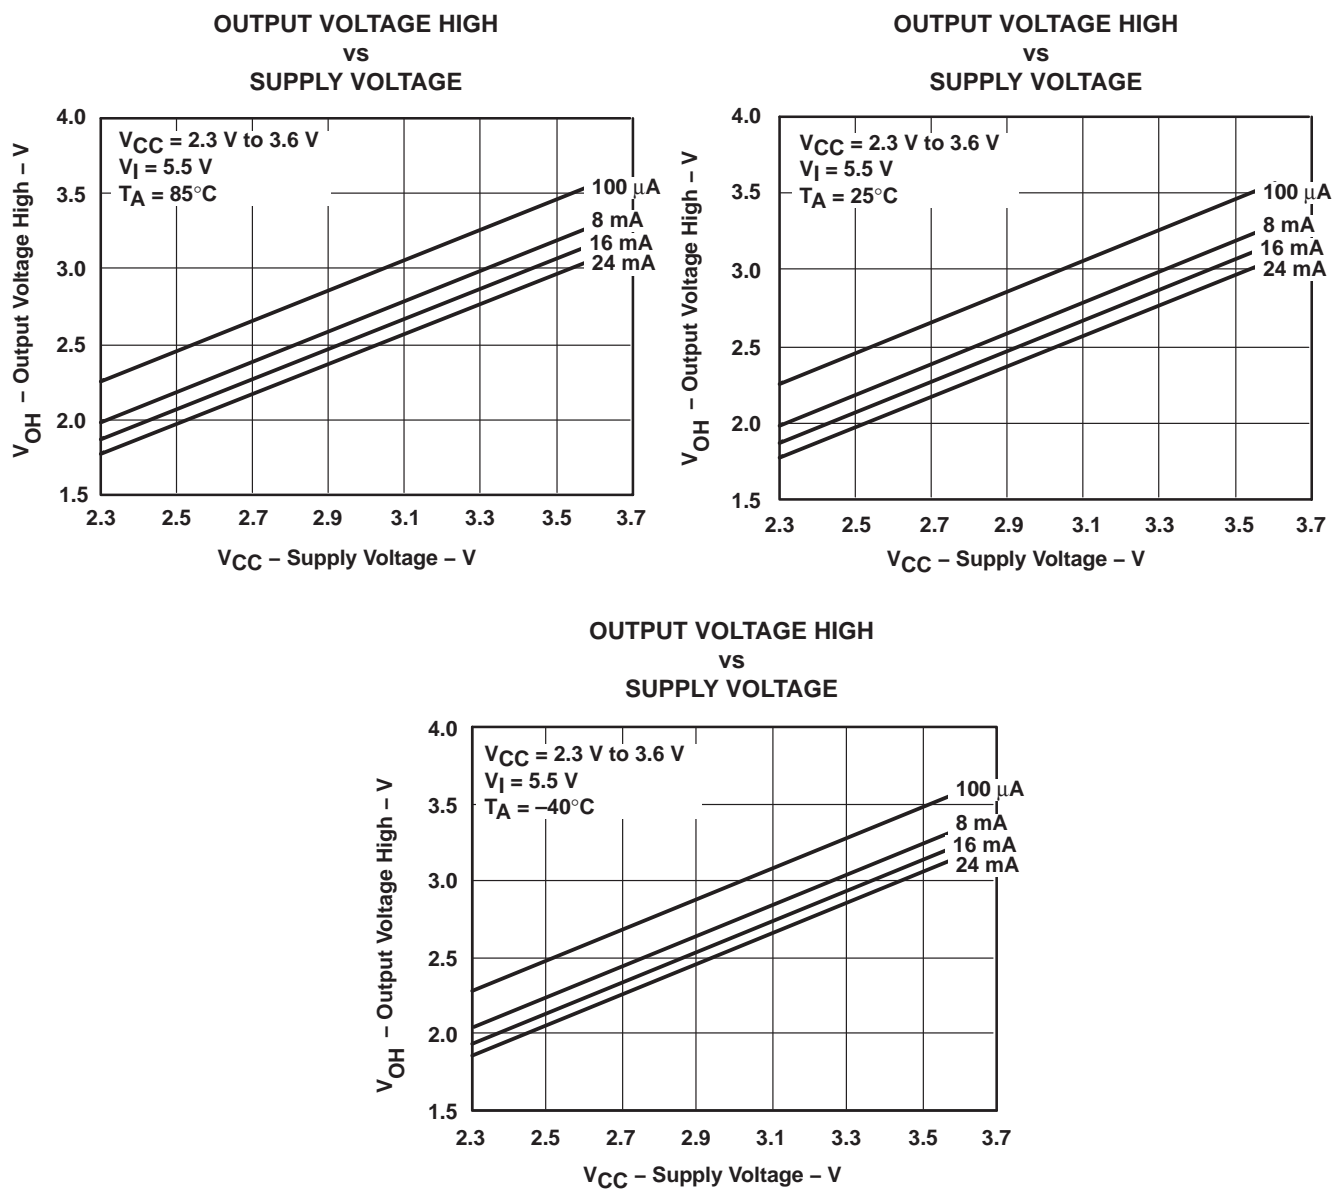 OUTPUT VOLTAGE HIGH
vs
SUPPLY VOLTAGE
V_OH – Output Voltage High – V
4.0
3.5
3.0
2.5
2.0
1.5
VCC = 2.3 V to 3.6 V
VI = 5.5 V
TA = 85°C
100 μA
8 mA
16 mA
24 mA
2.3 2.5 2.7 2.9 3.1 3.3 3.5 3.7
VCC – Supply Voltage – V
OUTPUT VOLTAGE HIGH
vs
SUPPLY VOLTAGE
VOH – Output Voltage High – V
4.0
3.5
3.0
2.5
2.0
1.5
VCC = 2.3 V to 3.6 V
VI = 5.5 V
TA = 25°C
100 μA
8 mA
16 mA
24 mA
2.3 2.5 2.7 2.9 3.1 3.3 3.5 3.7
VCC – Supply Voltage – V
OUTPUT VOLTAGE HIGH
vs
SUPPLY VOLTAGE
VOH – Output Voltage High – V
4.0
3.5
3.0
2.5
2.0
1.5
VCC = 2.3 V to 3.6 V
VI = 5.5 V
TA = –40°C
100 μA
8 mA
16 mA
24 mA
2.3 2.5 2.7 2.9 3.1 3.3 3.5 3.7
VCC – Supply Voltage – V